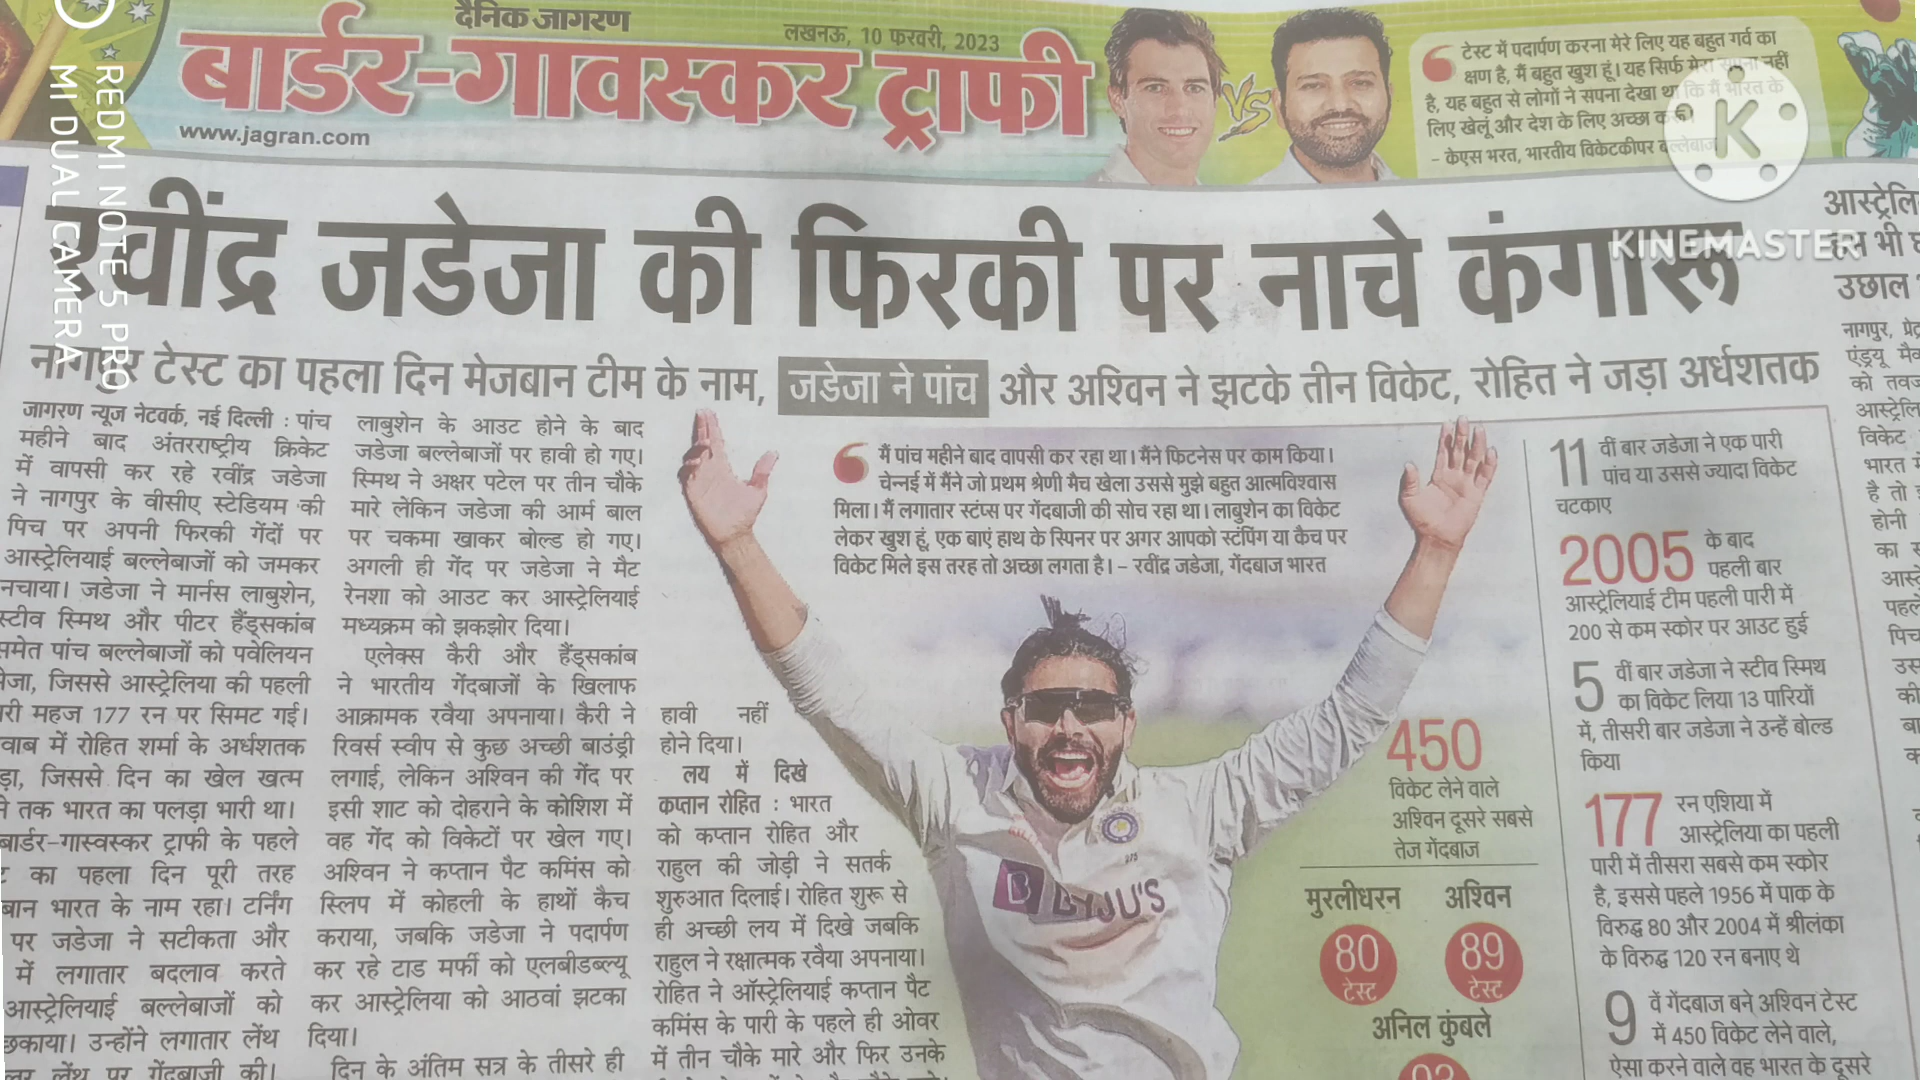 दैनिक जागरण
लखनऊ, 10 फरवरी, 2023
बार्डर-गावस्कर ट्राफी
www.jagran.com
VS
टेस्ट में पदार्पण करना मेरे लिए यह बहुत गर्व का
क्षण है, मैं बहुत खुश हूं। यह सिर्फ मेरा सपना नहीं
है, यह बहुत से लोगों ने सपना देखा था कि मैं भारत के
लिए खेलूं और देश के लिए अच्छा करूं।
- केएस भरत, भारतीय विकेटकीपर बल्लेबाज
REDMI NOTE 5 PRO
MI DUAL CAMERA
K
KINEMASTER
रवींद्र जडेजा की फिरकी पर नाचे कंगारू
नागपुर टेस्ट का पहला दिन मेजबान टीम के नाम, जडेजा ने पांच और अश्विन ने झटके तीन विकेट, रोहित ने जड़ा अर्धशतक
जागरण न्यूज नेटवर्क, नई दिल्ली : पांच
महीने बाद अंतरराष्ट्रीय क्रिकेट
में वापसी कर रहे रवींद्र जडेजा
ने नागपुर के वीसीए स्टेडियम की
पिच पर अपनी फिरकी गेंदों पर
आस्ट्रेलियाई बल्लेबाजों को जमकर
नचाया। जडेजा ने मार्नस लाबुशेन,
स्टीव स्मिथ और पीटर हैंड्सकांब
समेत पांच बल्लेबाजों को पवेलियन
जिससे आस्ट्रेलिया की पहली
महज 177 रन पर सिमट गई।
में रोहित शर्मा के अर्धशतक
जिससे दिन का खेल खत्म
तक भारत का पलड़ा भारी था।
बार्डर-गास्वस्कर ट्राफी के पहले
का पहला दिन पूरी तरह
भारत के नाम रहा। टर्निंग
पर जडेजा ने सटीकता और
में लगातार बदलाव करते
आस्ट्रेलियाई बल्लेबाजों को
छकाया। उन्होंने लगातार लेंथ
लेंथ पर गेंदबाजी की।
लाबुशेन के आउट होने के बाद
जडेजा बल्लेबाजों पर हावी हो गए।
स्मिथ ने अक्षर पटेल पर तीन चौके
मारे लेकिन जडेजा की आर्म बाल
पर चकमा खाकर बोल्ड हो गए।
अगली ही गेंद पर जडेजा ने मैट
रेनशा को आउट कर आस्ट्रेलियाई
मध्यक्रम को झकझोर दिया।
एलेक्स कैरी और हैंड्सकांब
ने भारतीय गेंदबाजों के खिलाफ
आक्रामक रवैया अपनाया। कैरी ने
रिवर्स स्वीप से कुछ अच्छी बाउंड्री
लगाई, लेकिन अश्विन की गेंद पर
इसी शाट को दोहराने के कोशिश में
वह गेंद को विकेटों पर खेल गए।
अश्विन ने कप्तान पैट कमिंस को
स्लिप में कोहली के हाथों कैच
कराया, जबकि जडेजा ने पदार्पण
कर रहे टाड मर्फी को एलबीडब्ल्यू
कर आस्ट्रेलिया को आठवां झटका
दिया।
दिन के अंतिम सत्र के तीसरे ही
हावी नहीं
होने दिया।
लय में दिखे
कप्तान रोहित : भारत
को कप्तान रोहित और
राहुल की जोड़ी ने सतर्क
शुरुआत दिलाई। रोहित शुरू से
ही अच्छी लय में दिखे जबकि
राहुल ने रक्षात्मक रवैया अपनाया।
रोहित ने ऑस्ट्रेलियाई कप्तान पैट
कमिंस के पारी के पहले ही ओवर
में तीन चौके मारे और फिर उनके
मैं पांच महीने बाद वापसी कर रहा था। मैंने फिटनेस पर काम किया।
चेन्नई में मैंने जो प्रथम श्रेणी मैच खेला उससे मुझे बहुत आत्मविश्वास
मिला। मैं लगातार स्टंप्स पर गेंदबाजी की सोच रहा था। लाबुशेन का विकेट
लेकर खुश हूं, एक बाएं हाथ के स्पिनर पर अगर आपको स्टंपिंग या कैच पर
विकेट मिले इस तरह तो अच्छा लगता है। - रवींद्र जडेजा, गेंदबाज भारत
BYJU'S
450
विकेट लेने वाले
अश्विन दूसरे सबसे
तेज गेंदबाज
मुरलीधरन अश्विन
80 टेस्ट 89 टेस्ट
अनिल कुंबले
93
11 वीं बार जडेजा ने एक पारी
पांच या उससे ज्यादा विकेट
चटकाए
2005 के बाद
पहली बार
आस्ट्रेलियाई टीम पहली पारी में
200 से कम स्कोर पर आउट हुई
5 वीं बार जडेजा ने स्टीव स्मिथ
का विकेट लिया 13 पारियों
में, तीसरी बार जडेजा ने उन्हें बोल्ड
किया
177 रन एशिया में
आस्ट्रेलिया का पहली
पारी में तीसरा सबसे कम स्कोर
है, इससे पहले 1956 में पाक के
विरुद्ध 80 और 2004 में श्रीलंका
के विरुद्ध 120 रन बनाए थे
9 वें गेंदबाज बने अश्विन टेस्ट
में 450 विकेट लेने वाले,
ऐसा करने वाले वह भारत के दूसरे
भी
उछाल
नागपुर,
एंड्रयू
को
विकेट
भारत
है तो
होनी
का
पिच
की